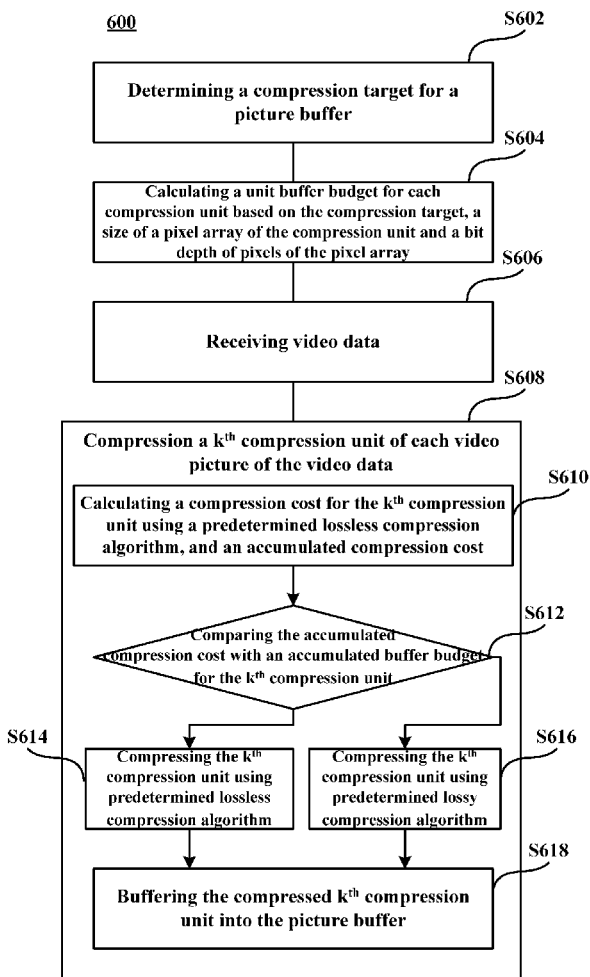 600
S602
Determining a compression target for a
picture buffer
S604
Calculating a unit buffer budget for each
compression unit based on the compression target, a
size of a pixel array of the compression unit and a bit
depth of pixels of the pixel array
S606
Receiving video data
S608
Compression a kth compression unit of each video
picture of the video data
S610
Calculating a compression cost for the kth compression
unit using a predetermined lossless compression
algorithm, and an accumulated compression cost
S612
Comparing the accumulated
compression cost with an accumulated buffer budget
for the kth compression unit
S614
Compressing the kth
compression unit using
predetermined lossless
compression algorithm
S616
Compressing the kth
compression unit using
predetermined lossy
compression algorithm
S618
Buffering the compressed kth compression
unit into the picture buffer